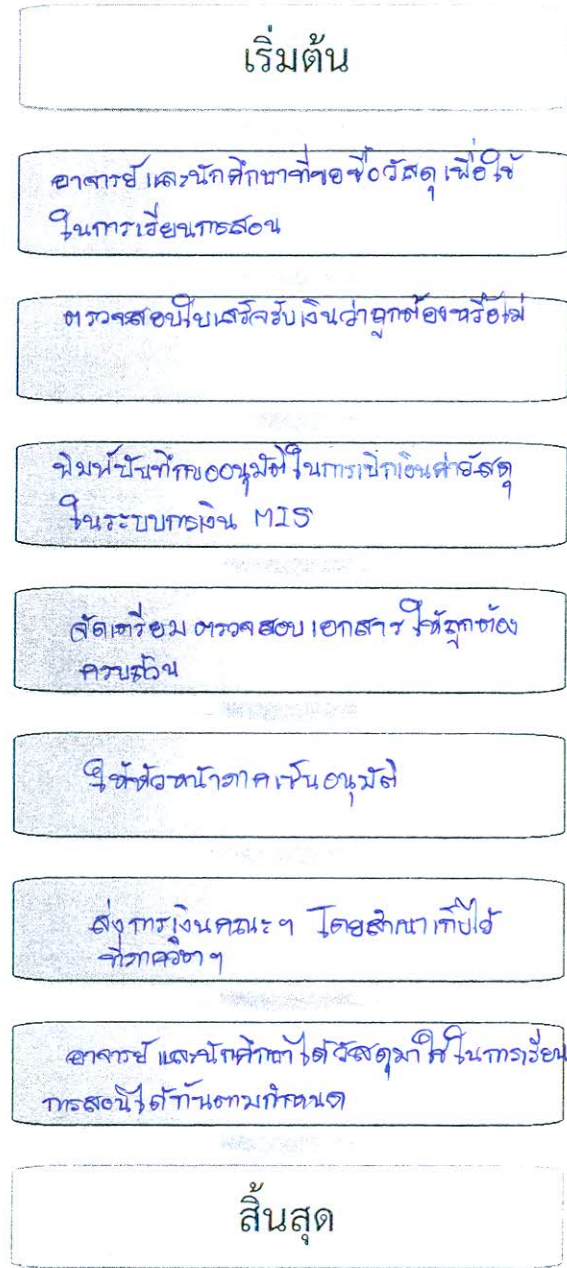 เริ่มต้น
อาจารย์ และนักศึกษาที่ขอซื้อวัสดุ เพื่อใช้
ในการเรียนการสอน
ตรวจสอบใบเสร็จรับเงินว่าถูกต้องหรือไม่
พิมพ์บันทึกขออนุมัติในการเบิกเงินค่าวัสดุ
ในระบบการเงิน MIS
จัดเตรียม ตรวจสอบ เอกสาร ให้ถูกต้อง
ครบถ้วน
ให้หัวหน้าภาคเซ็นอนุมัติ
ส่งการเงินคณะฯ โดยสำเนาเก็บไว้
ที่ภาควิชาฯ
อาจารย์ และนักศึกษา ได้วัสดุมาใช้ในการเรียน
การสอนได้ทันตามกำหนด
สิ้นสุด